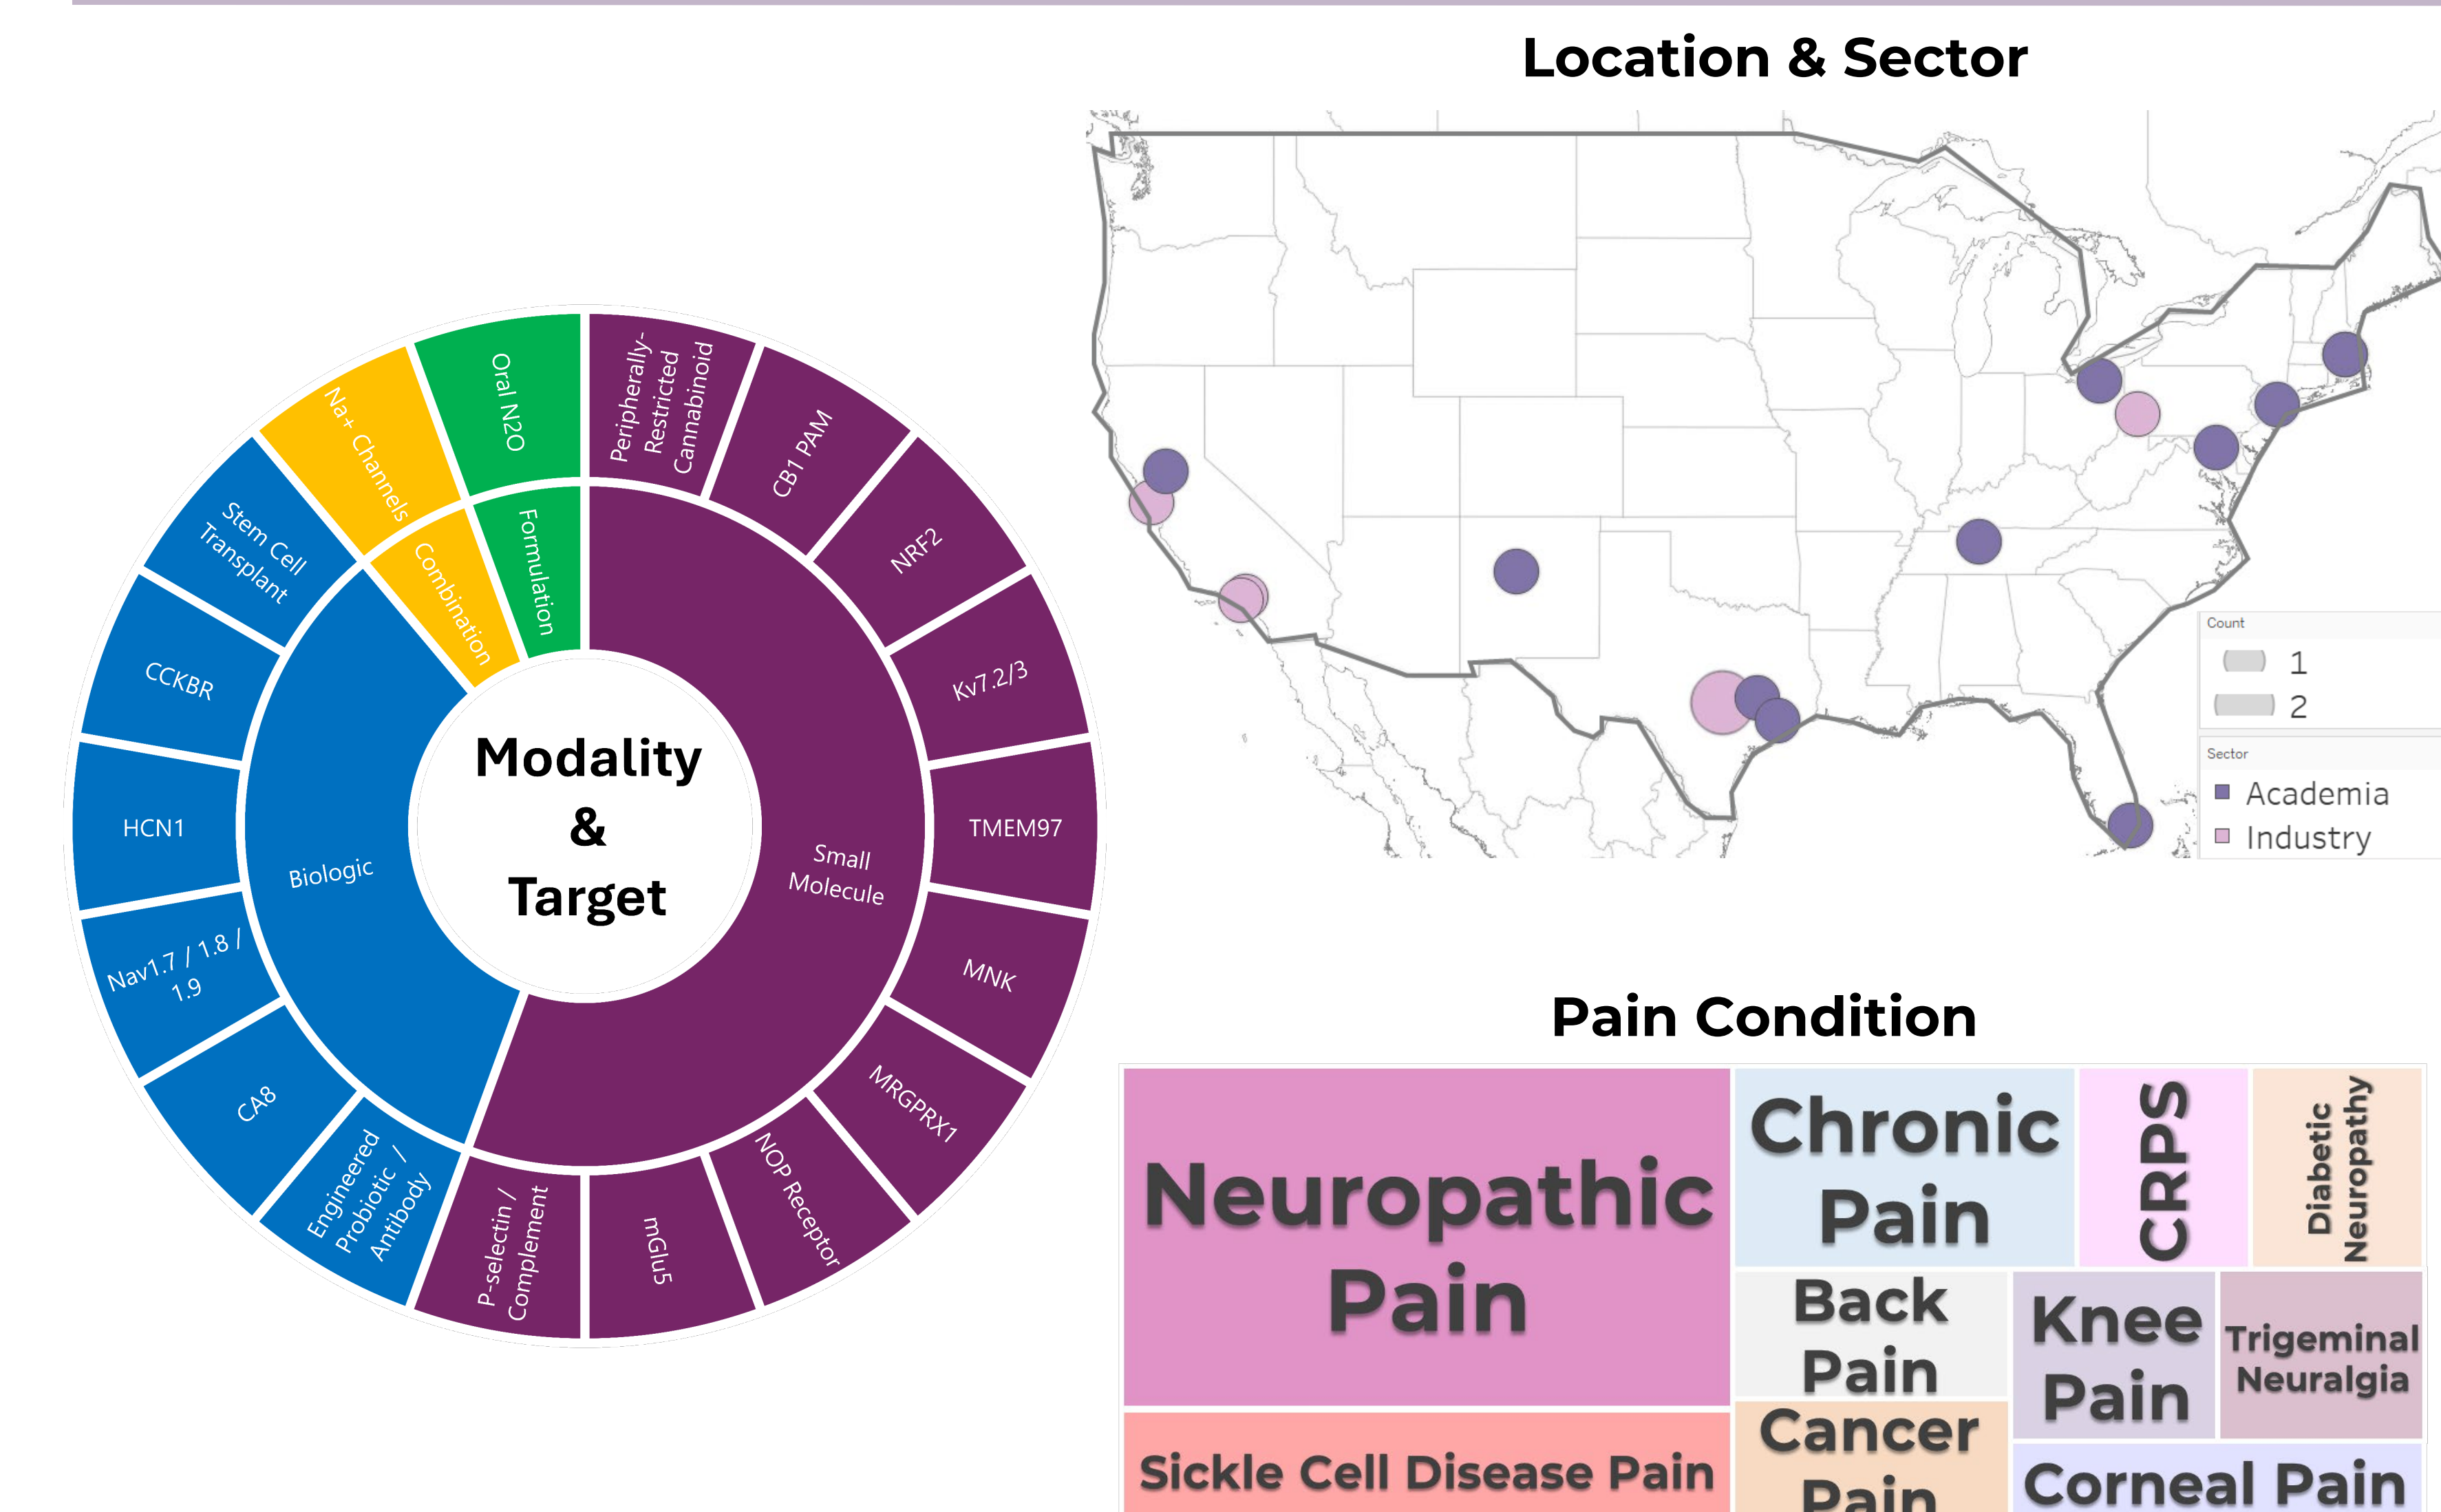 Location & Sector
Modality
&
Target
Small
Molecule
Biologic
Combination
Formulation
Peripherally-
Restricted
Cannabinoid
CB1 PAM
NRF2
Kv7.2/3
TMEM97
MNK
MRGPRX1
NOP Receptor
mGlu5
P-selectin /
Complement
Engineered
Probiotic /
Antibody
CA8
Nav1.7 / 1.8 /
1.9
HCN1
CCKBR
Stem Cell
Transplant
Na+ Channels
Oral N2O
Count
1
2
Sector
Academia
Industry
Pain Condition
Neuropathic
Pain
Chronic
Pain
CRPS
Diabetic
Neuropathy
Back
Pain
Knee
Pain
Trigeminal
Neuralgia
Sickle Cell Disease Pain
Cancer
Pain
Corneal Pain